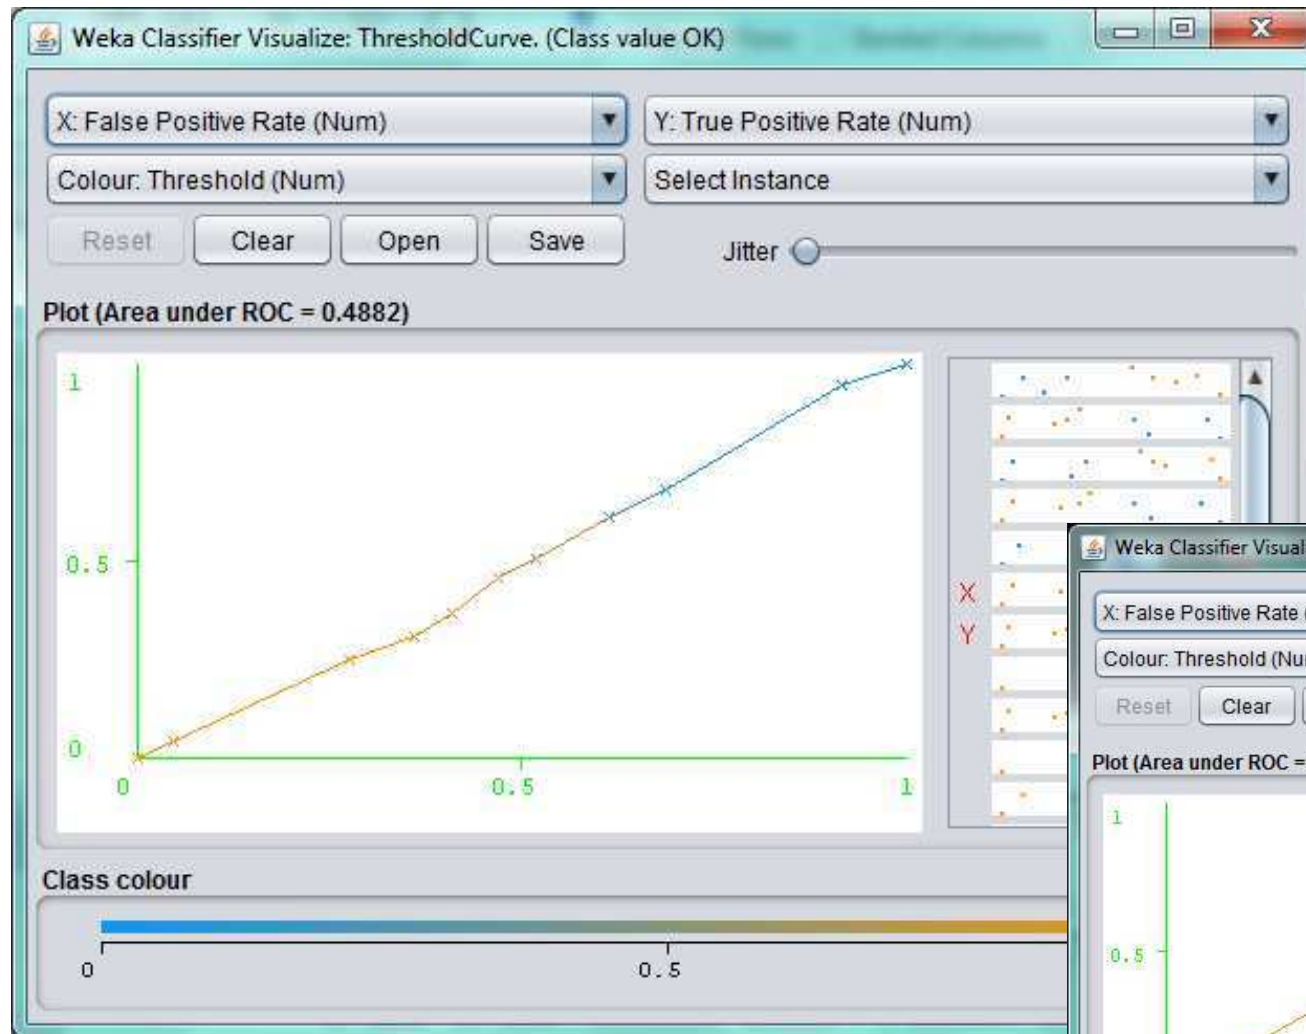 Weka Classifier Visualize: ThresholdCurve. (Class value OK)
X: False Positive Rate (Num)
Y: True Positive Rate (Num)
Colour: Threshold (Num)
Select Instance
Reset
Clear
Open
Save
Jitter
Plot (Area under ROC = 0.4882)
1
0.5
0
0
0.5
1
X
Y
Class colour
0
0.5
Weka Classifier Visual
X: False Positive Rate (
Colour: Threshold (Nu
Reset
Clear
Plot (Area under ROC =
1
0.5